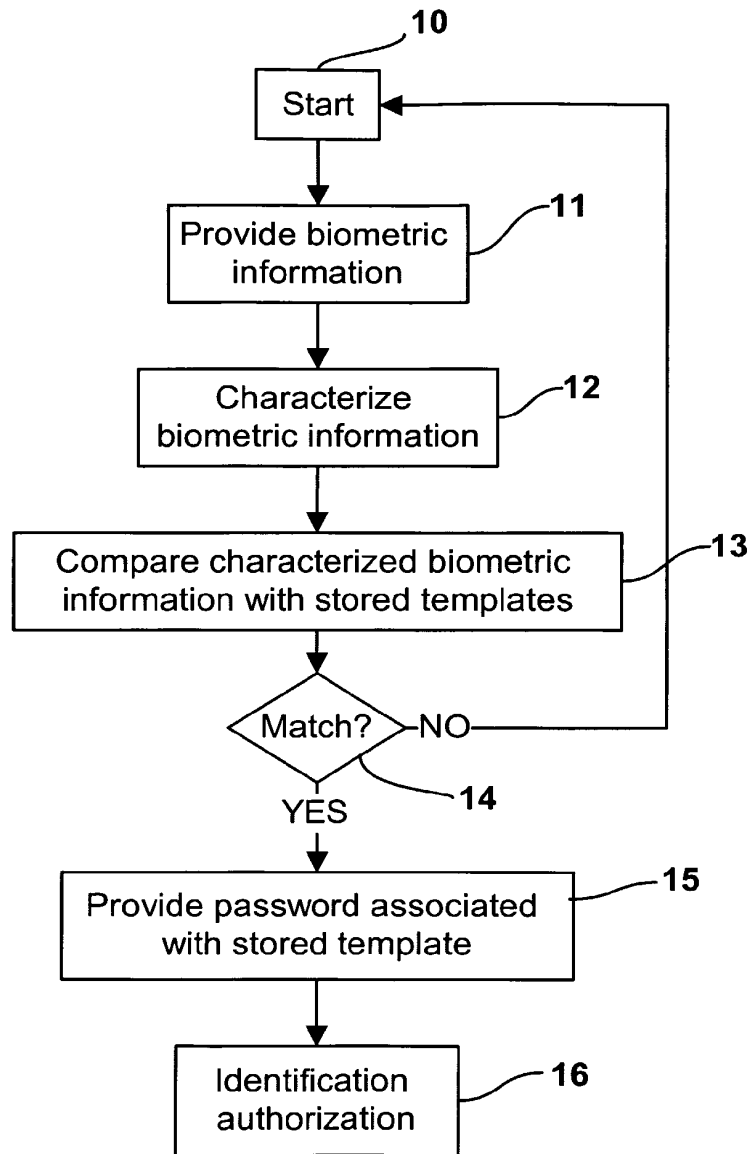 10
Start
11
Provide biometric
information
12
Characterize
biometric information
13
Compare characterized biometric
information with stored templates
Match?
NO
14
YES
15
Provide password associated
with stored template
Identification
authorization
16